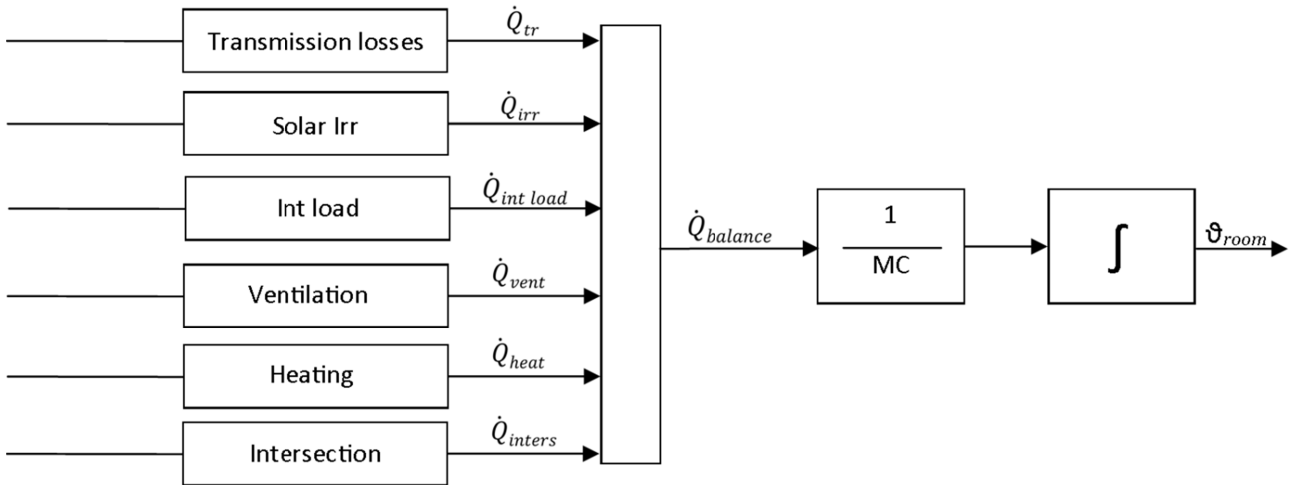 Transmission losses
Q̇tr
Solar Irr
Q̇irr
Int load
Q̇int load
Ventilation
Q̇vent
Heating
Q̇heat
Intersection
Q̇inters
Q̇balance
1
MC
∫
ϑroom